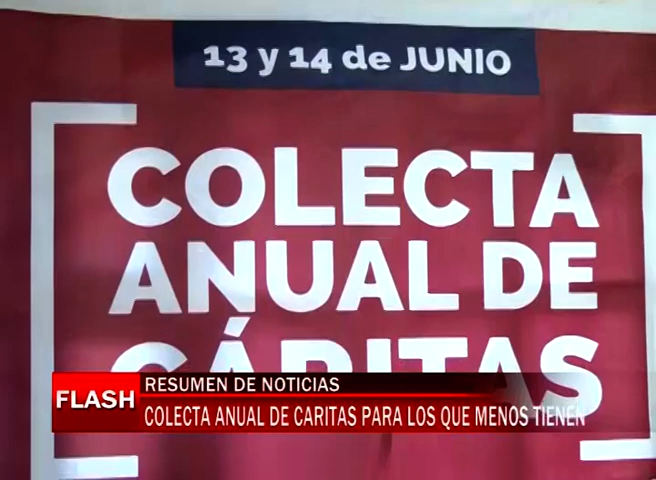 13 y 14 de JUNIO
COLECTA
ANUAL DE
CÁRITAS
FLASH
RESUMEN DE NOTICIAS
COLECTA ANUAL DE CARITAS PARA LOS QUE MENOS TIENEN